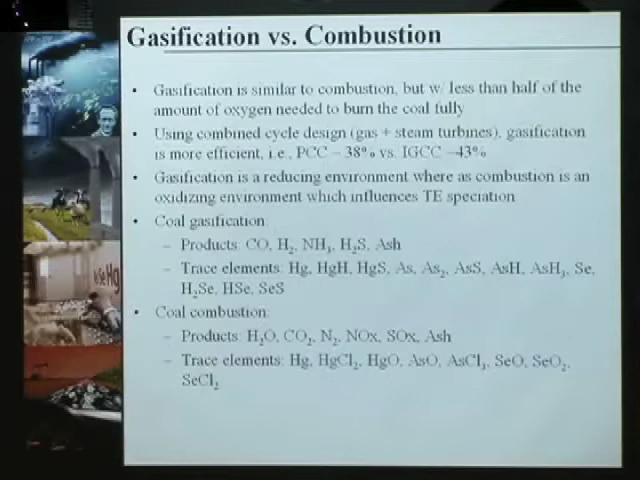 Gasification vs. Combustion
• Gasification is similar to combustion, but w/ less than half of the
amount of oxygen needed to burn the coal fully
• Using combined cycle design (gas + steam turbines), gasification
is more efficient, i.e., PCC ~38% vs. IGCC ~43%
• Gasification is a reducing environment where as combustion is an
oxidizing environment which influences TE speciation
• Coal gasification:
– Products: CO, H₂, NH₃, H₂S, Ash
– Trace elements: Hg, HgH, HgS, As, As₂, AsS, AsH, AsH₃, Se,
H₂Se, HSe, SeS
• Coal combustion:
– Products: H₂O, CO₂, N₂, NOx, SOx, Ash
– Trace elements: Hg, HgCl₂, HgO, AsO, AsCl₃, SeO, SeO₂,
SeCl₂
As Se Hg